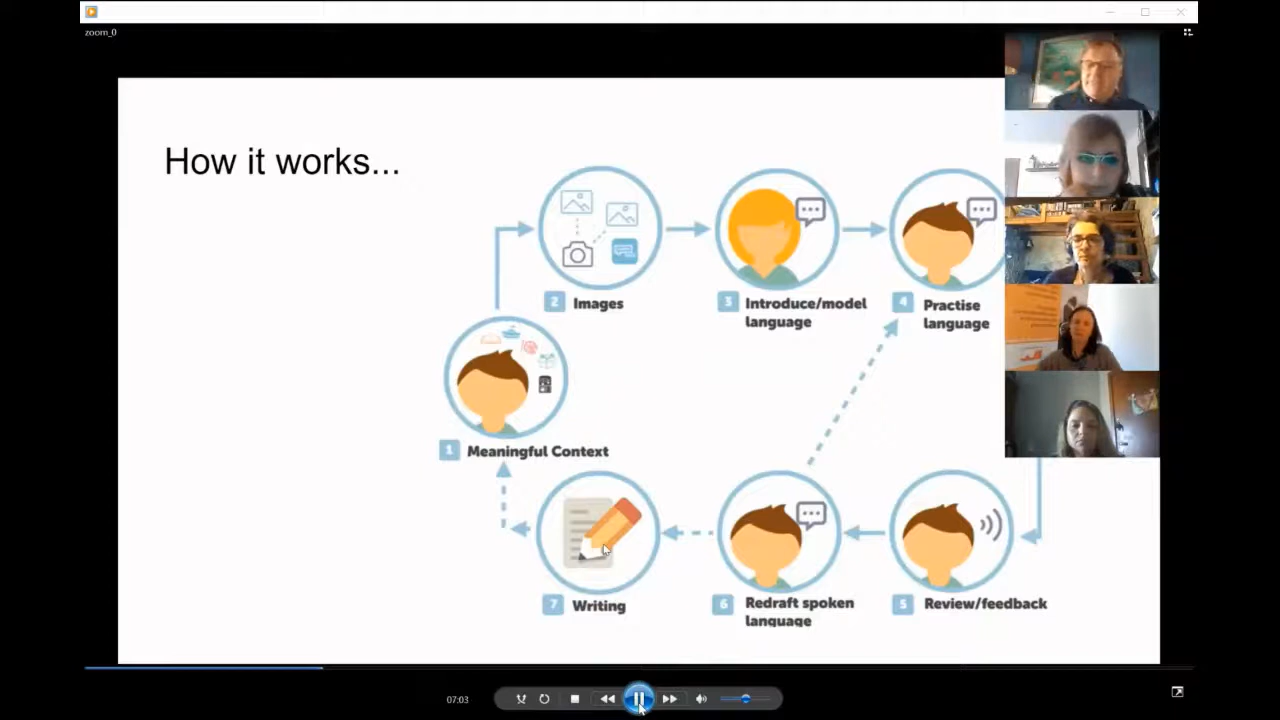 zoom_0
How it works...
2 Images
3 Introduce/model
language
4 Practise
language
1 Meaningful Context
7 Writing
6 Redraft spoken
language
5 Review/feedback
07:03